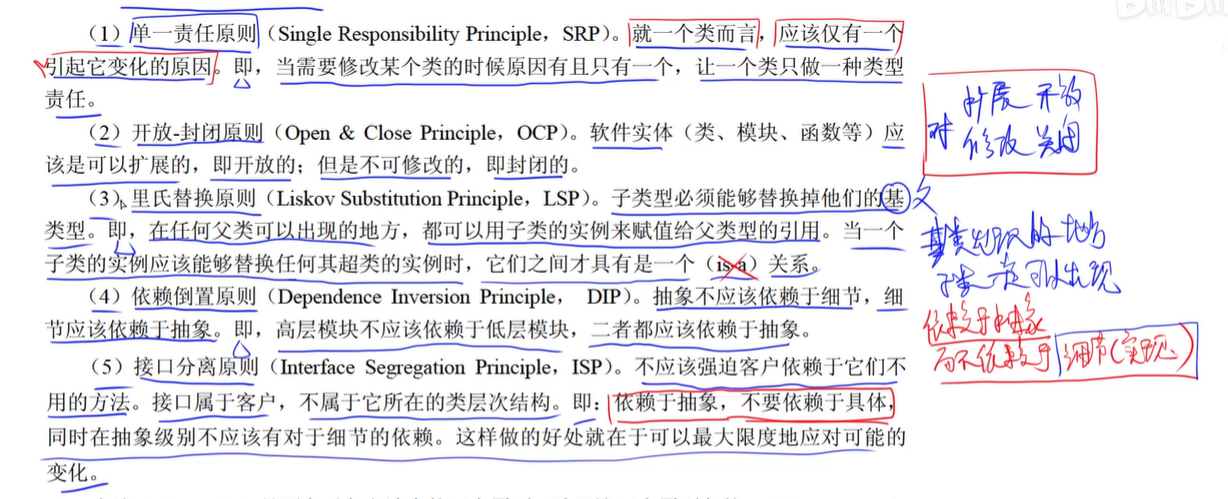 BiliBili
（1）单一责任原则（Single Responsibility Principle，SRP）。就一个类而言，应该仅有一个
引起它变化的原因。即，当需要修改某个类的时候原因有且只有一个，让一个类只做一种类型
责任。
（2）开放-封闭原则（Open & Close Principle，OCP）。软件实体（类、模块、函数等）应
该是可以扩展的，即开放的；但是不可修改的，即封闭的。
（3）里氏替换原则（Liskov Substitution Principle，LSP）。子类型必须能够替换掉他们的基
类型。即，在任何父类可以出现的地方，都可以用子类的实例来赋值给父类型的引用。当一个
子类的实例应该能够替换任何其超类的实例时，它们之间才具有是一个（is-a）关系。
（4）依赖倒置原则（Dependence Inversion Principle， DIP）。抽象不应该依赖于细节，细
节应该依赖于抽象。即，高层模块不应该依赖于低层模块，二者都应该依赖于抽象。
（5）接口分离原则（Interface Segregation Principle，ISP）。不应该强迫客户依赖于它们不
用的方法。接口属于客户，不属于它所在的类层次结构。即：依赖于抽象，不要依赖于具体，
同时在抽象级别不应该有对于细节的依赖。这样做的好处就在于可以最大限度地应对可能的
变化。
对
扩展 开放
修改 关闭
父
基类出现的地方
子类一定可以出现
依赖于抽象
而不依赖于细节(实现)